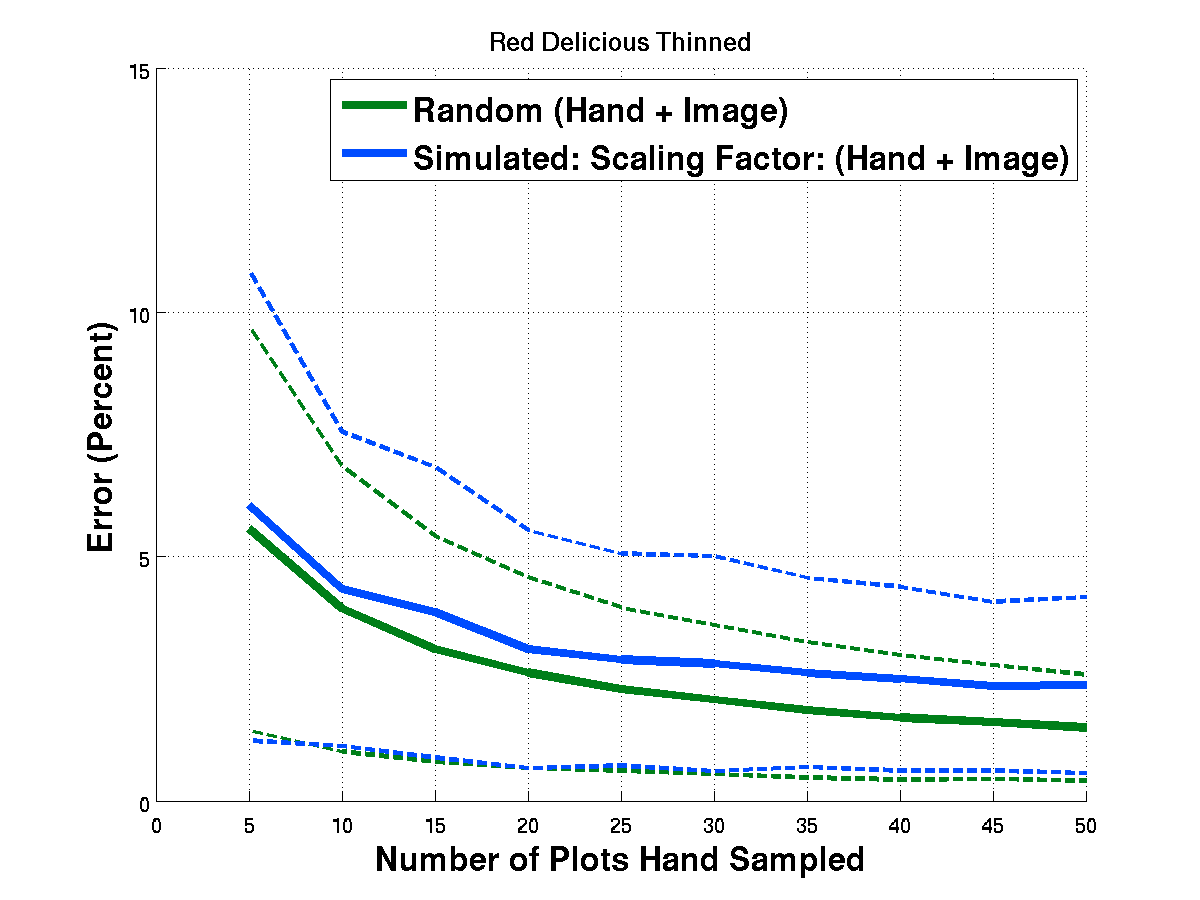 Red Delicious Thinned
15
Random (Hand + Image)
Simulated: Scaling Factor: (Hand + Image)
10
Error (Percent)
5
0
0 5 10 15 20 25 30 35 40 45 50
Number of Plots Hand Sampled